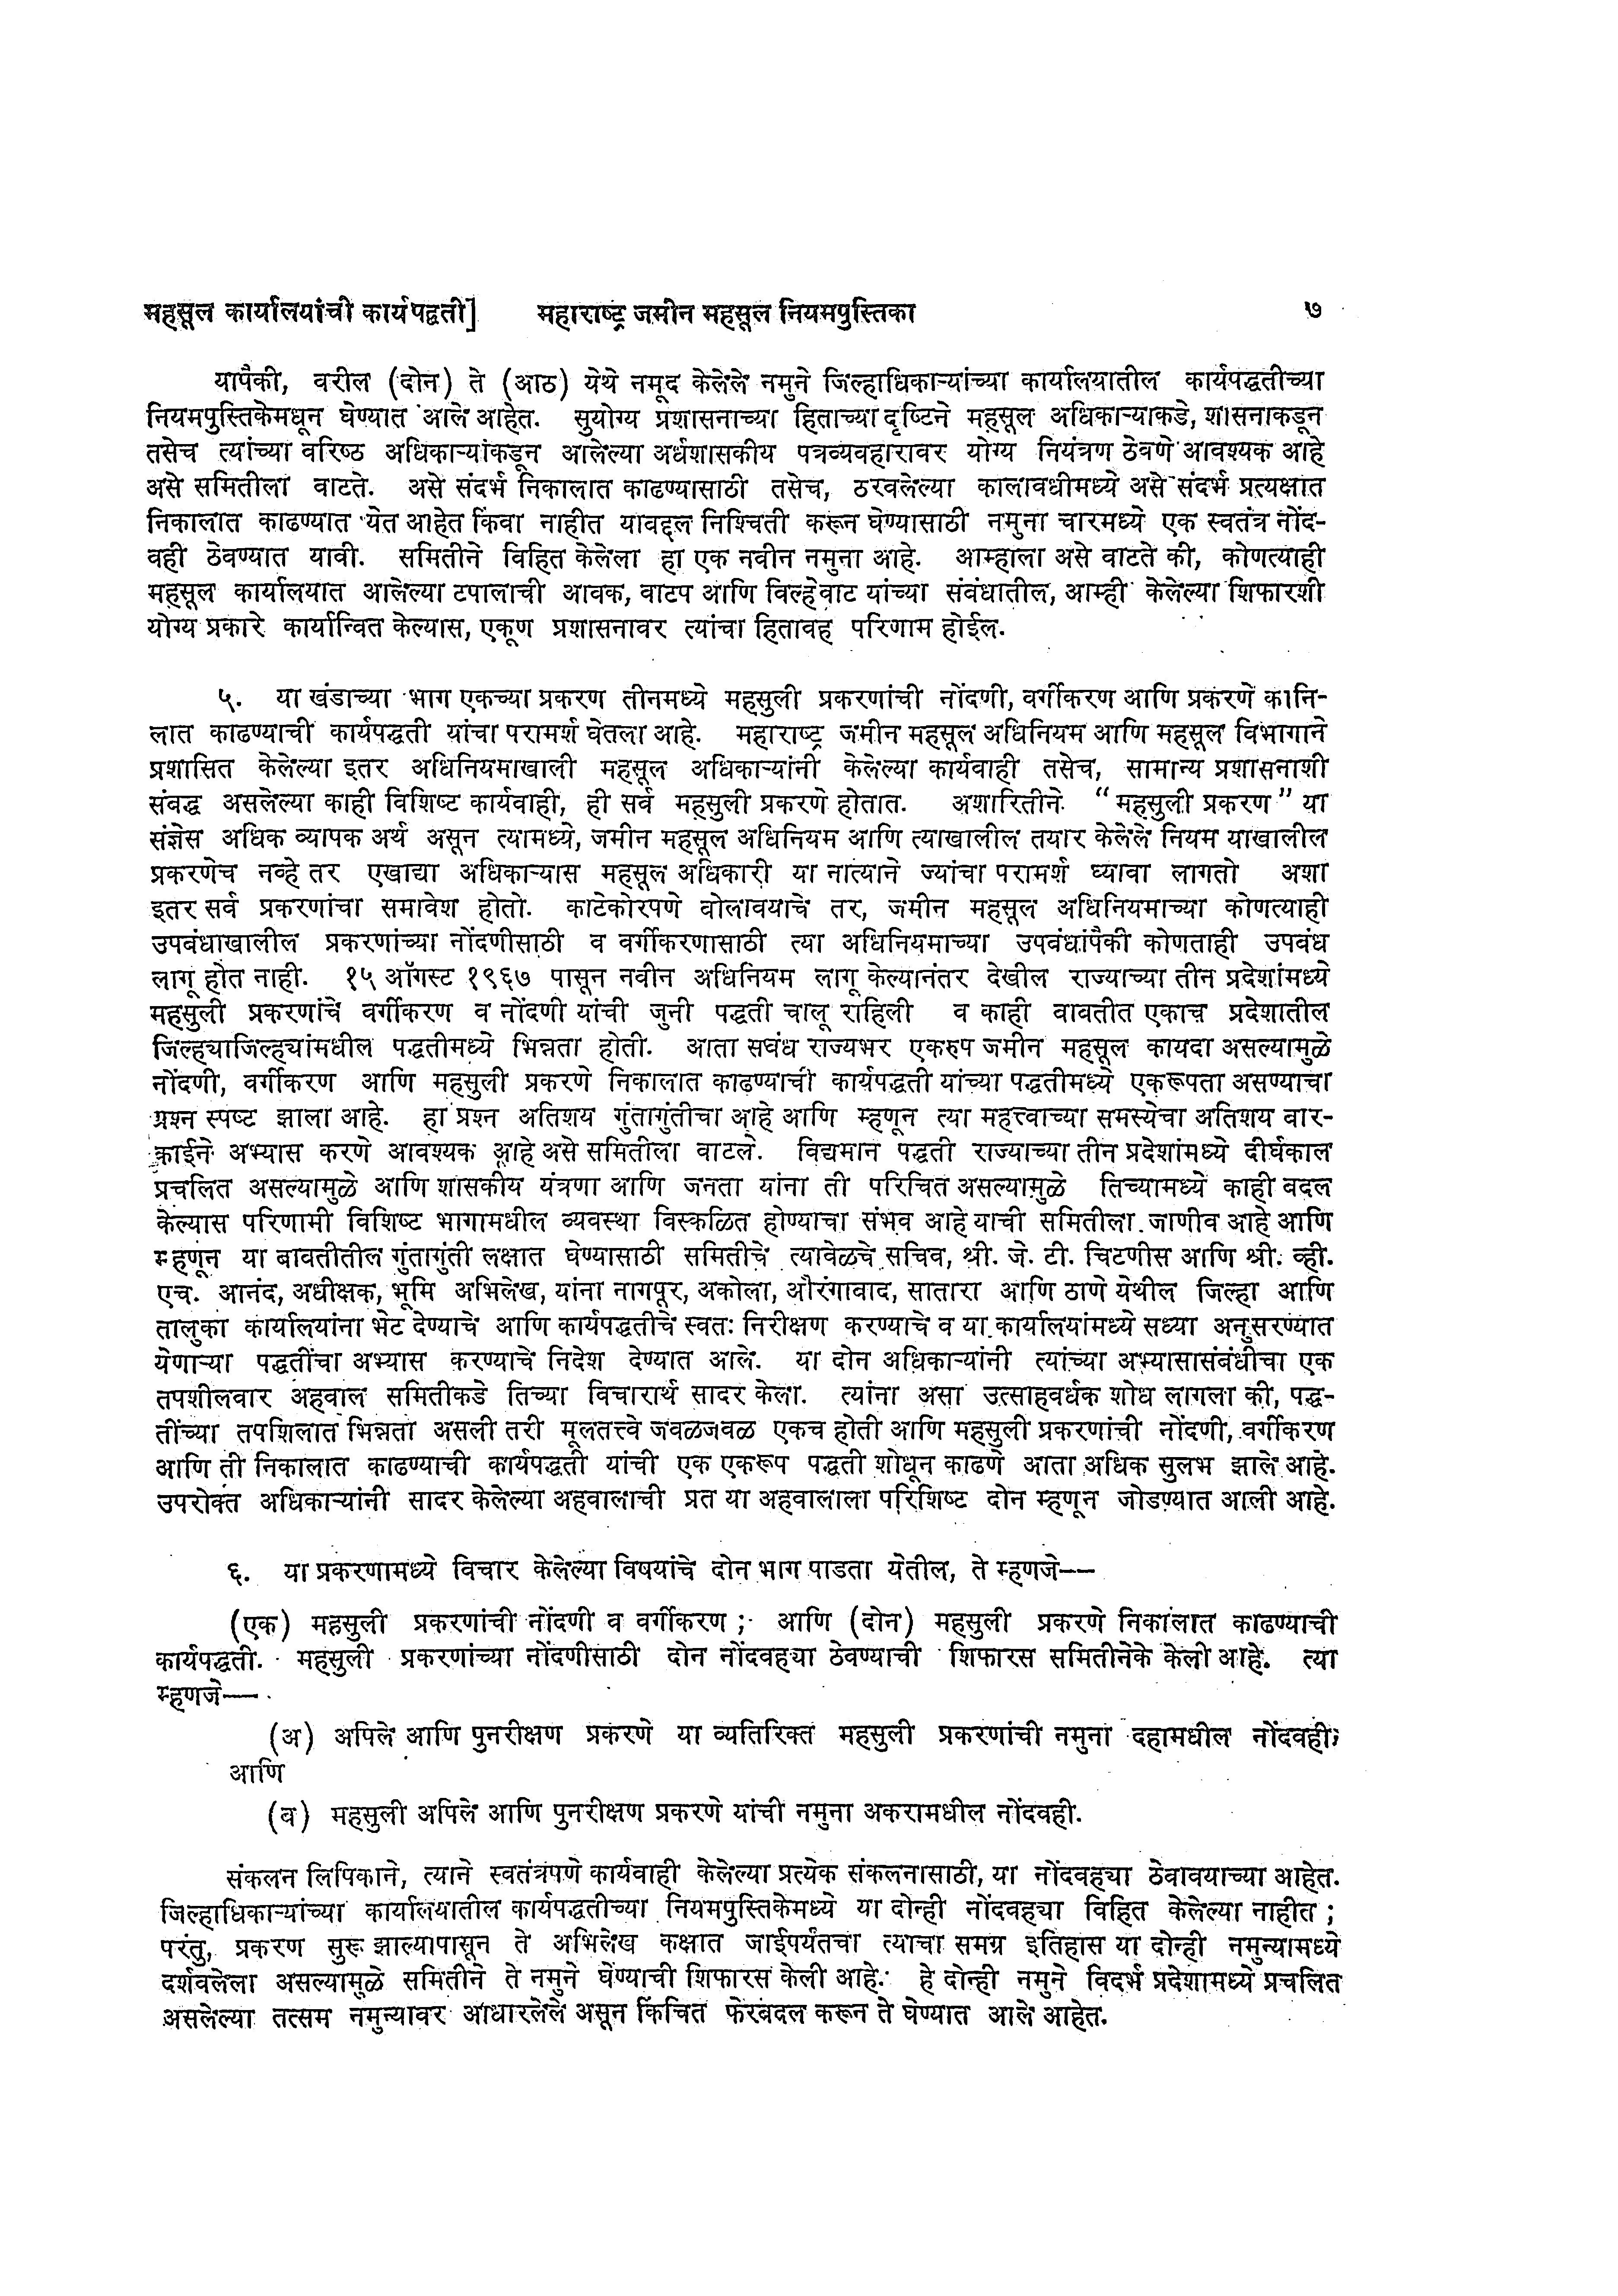 महसूल कार्यालयांची कार्यपद्धती] महाराष्ट्र जमीन महसूल नियमपुस्तिका ७
यापैकी, वरील (दोन) ते (आठ) येथे नमूद केलेले नमुने जिल्हाधिकाऱ्यांच्या कार्यालयातील कार्यपद्धतीच्या
नियमपुस्तिकेमधून घेण्यात आले आहेत. सुयोग्य प्रशासनाच्या हिताच्या दृष्टिने महसूल अधिकाऱ्याकडे, शासनाकडून
तसेच त्यांच्या वरिष्ठ अधिकाऱ्यांकडून आलेल्या अर्धशासकीय पत्रव्यवहारावर योग्य नियंत्रण ठेवणे आवश्यक आहे
असे समितीला वाटते. असे संदर्भ निकालात काढण्यासाठी तसेच, ठरवलेल्या कालावधीमध्ये असे संदर्भ प्रत्यक्षात
निकालात काढण्यात येत आहेत किंवा नाहीत याबद्दल निश्चिती करून घेण्यासाठी नमुना चारमध्ये एक स्वतंत्र नोंद-
वही ठेवण्यात यावी. समितीने विहित केलेला हा एक नवीन नमुना आहे. आम्हाला असे वाटते की, कोणत्याही
महसूल कार्यालयात आलेल्या टपालाची आवक, वाटप आणि विल्हेवाट यांच्या संबंधातील, आम्ही केलेल्या शिफारशी
योग्य प्रकारे कार्यान्वित केल्यास, एकूण प्रशासनावर त्यांचा हितावह परिणाम होईल.
५. या खंडाच्या भाग एकच्या प्रकरण तीनमध्ये महसुली प्रकरणांची नोंदणी, वर्गीकरण आणि प्रकरणे कानि-
लात काढण्याची कार्यपद्धती यांचा परामर्श घेतला आहे. महाराष्ट्र जमीन महसूल अधिनियम आणि महसूल विभागाने
प्रशासित केलेल्या इतर अधिनियमाखाली महसूल अधिकाऱ्यांनी केलेल्या कार्यवाही तसेच, सामान्य प्रशासनाशी
संबद्ध असलेल्या काही विशिष्ट कार्यवाही, ही सर्व महसुली प्रकरणे होतात. अशारितीने “महसुली प्रकरण” या
संज्ञेस अधिक व्यापक अर्थ असून त्यामध्ये, जमीन महसूल अधिनियम आणि त्याखालील तयार केलेले नियम याखालील
प्रकरणेच नव्हे तर एखाद्या अधिकाऱ्यास महसूल अधिकारी या नात्याने ज्यांचा परामर्श घ्यावा लागतो अशा
इतर सर्व प्रकरणांचा समावेश होतो. काटेकोरपणे बोलावयाचे तर, जमीन महसूल अधिनियमाच्या कोणत्याही
उपबंधाखालील प्रकरणांच्या नोंदणीसाठी व वर्गीकरणासाठी त्या अधिनियमाच्या उपबंधांपैकी कोणताही उपबंध
लागू होत नाही. १५ ऑगस्ट १९६७ पासून नवीन अधिनियम लागू केल्यानंतर देखील राज्याच्या तीन प्रदेशांमध्ये
महसुली प्रकरणांचे वर्गीकरण व नोंदणी यांची जुनी पद्धती चालू राहिली व काही बाबतीत एकाच प्रदेशातील
जिल्ह्याजिल्ह्यांमधील पद्धतीमध्ये भिन्नता होती. आता सबंध राज्यभर एकरुप जमीन महसूल कायदा असल्यामुळे
नोंदणी, वर्गीकरण आणि महसुली प्रकरणे निकालात काढण्याची कार्यपद्धती यांच्या पद्धतीमध्ये एकरूपता असण्याचा
प्रश्न स्पष्ट झाला आहे. हा प्रश्न अतिशय गुंतागुंतीचा आहे आणि म्हणून त्या महत्त्वाच्या समस्येचा अतिशय बार-
काईने अभ्यास करणे आवश्यक आहे असे समितीला वाटले. विद्यमान पद्धती राज्याच्या तीन प्रदेशांमध्ये दीर्घकाल
प्रचलित असल्यामुळे आणि शासकीय यंत्रणा आणि जनता यांना ती परिचित असल्यामुळे तिच्यामध्ये काही बदल
केल्यास परिणामी विशिष्ट भागामधील व्यवस्था विस्कळित होण्याचा संभव आहे याची समितीला जाणीव आहे आणि
म्हणून या बाबतीतील गुंतागुंती लक्षात घेण्यासाठी समितीचे त्यावेळचे सचिव, श्री. जे. टी. चिटणीस आणि श्री. व्ही.
एच. आनंद, अधीक्षक, भूमि अभिलेख, यांना नागपूर, अकोला, औरंगाबाद, सातारा आणि ठाणे येथील जिल्हा आणि
तालुका कार्यालयांना भेट देण्याचे आणि कार्यपद्धतीचे स्वतः निरीक्षण करण्याचे व या कार्यालयांमध्ये सध्या अनुसरण्यात
येणाऱ्या पद्धतींचा अभ्यास करण्याचे निदेश देण्यात आले. या दोन अधिकाऱ्यांनी त्यांच्या अभ्यासासंबंधीचा एक
तपशीलवार अहवाल समितीकडे तिच्या विचारार्थ सादर केला. त्यांना असा उत्साहवर्धक शोध लागला की, पद्ध-
तींच्या तपशिलात भिन्नता असली तरी मूलतत्त्वे जवळजवळ एकच होती आणि महसुली प्रकरणांची नोंदणी, वर्गीकरण
आणि ती निकालात काढण्याची कार्यपद्धती यांची एक एकरूप पद्धती शोधून काढणे आता अधिक सुलभ झाले आहे.
उपरोक्त अधिकाऱ्यांनी सादर केलेल्या अहवालाची प्रत या अहवालाला परिशिष्ट दोन म्हणून जोडण्यात आली आहे.
६. या प्रकरणामध्ये विचार केलेल्या विषयांचे दोन भाग पाडता येतील, ते म्हणजे——
(एक) महसुली प्रकरणांची नोंदणी व वर्गीकरण ; आणि (दोन) महसुली प्रकरणे निकालात काढण्याची
कार्यपद्धती. महसुली प्रकरणांच्या नोंदणीसाठी दोन नोंदवह्या ठेवण्याची शिफारस समितीनेके केली आहे. त्या
म्हणजे——
(अ) अपिले आणि पुनरीक्षण प्रकरणे या व्यतिरिक्त महसुली प्रकरणांची नमुना दहामधील नोंदवही;
आणि
(ब) महसुली अपिले आणि पुनरीक्षण प्रकरणे यांची नमुना अकरामधील नोंदवही.
संकलन लिपिकाने, त्याने स्वतंत्रपणे कार्यवाही केलेल्या प्रत्येक संकलनासाठी, या नोंदवह्या ठेवावयाच्या आहेत.
जिल्हाधिकाऱ्यांच्या कार्यालयातील कार्यपद्धतीच्या नियमपुस्तिकेमध्ये या दोन्ही नोंदवह्या विहित केलेल्या नाहीत ;
परंतु, प्रकरण सुरू झाल्यापासून ते अभिलेख कक्षात जाईपर्यंतचा त्याचा समग्र इतिहास या दोन्ही नमुन्यामध्ये
दर्शवलेला असल्यामुळे समितीने ते नमुने घेण्याची शिफारस केली आहे. हे दोन्ही नमुने विदर्भ प्रदेशामध्ये प्रचलित
असलेल्या तत्सम नमुन्यावर आधारलेले असून किंचित फेरबदल करून ते घेण्यात आले आहेत.